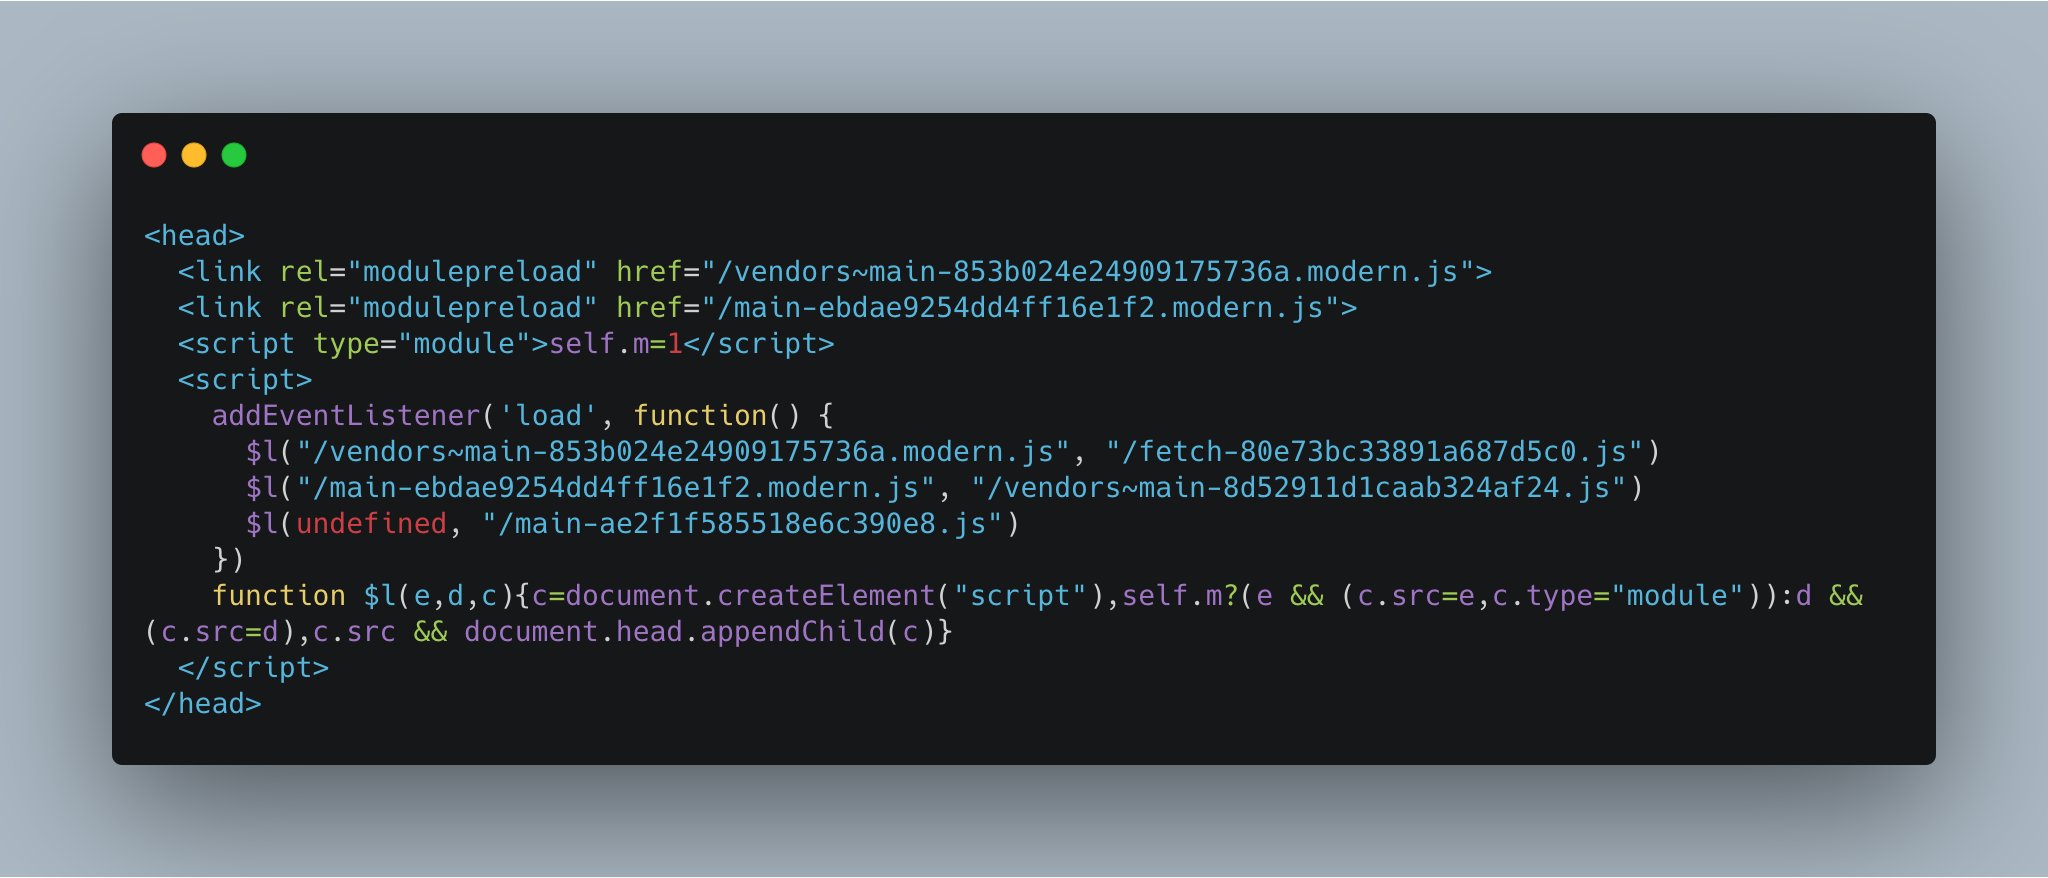 <head>
  <link rel="modulepreload" href="/vendors~main-853b024e24909175736a.modern.js">
  <link rel="modulepreload" href="/main-ebdae9254dd4ff16e1f2.modern.js">
  <script type="module">self.m=1</script>
  <script>
    addEventListener('load', function() {
      $l("/vendors~main-853b024e24909175736a.modern.js", "/fetch-80e73bc33891a687d5c0.js")
      $l("/main-ebdae9254dd4ff16e1f2.modern.js", "/vendors~main-8d52911d1caab324af24.js")
      $l(undefined, "/main-ae2f1f585518e6c390e8.js")
    })
    function $l(e,d,c){c=document.createElement("script"),self.m?(e && (c.src=e,c.type="module")):d &&
(c.src=d),c.src && document.head.appendChild(c)}
  </script>
</head>